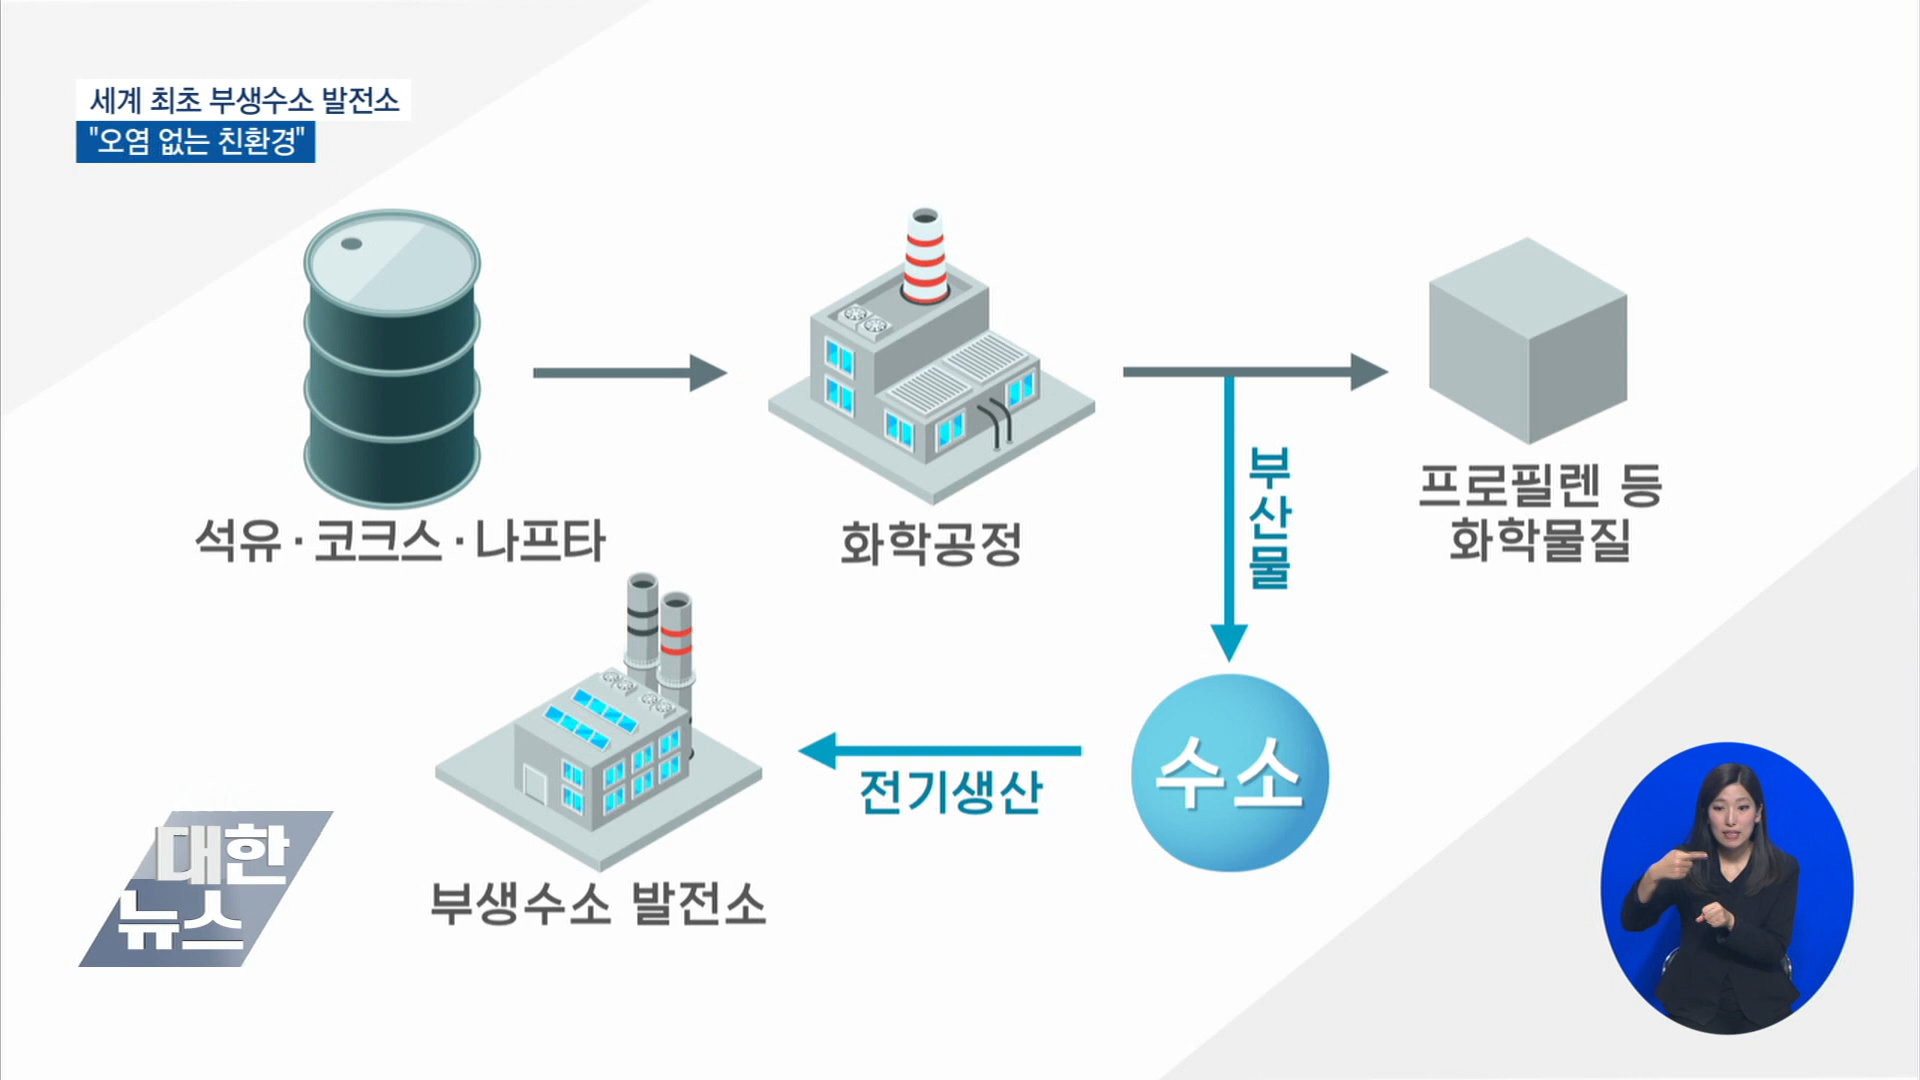 세계 최초 부생수소 발전소
"오염 없는 친환경"
석유·코크스·나프타
화학공정
부산물
프로필렌 등
화학물질
수소
전기생산
부생수소 발전소
대한
뉴스